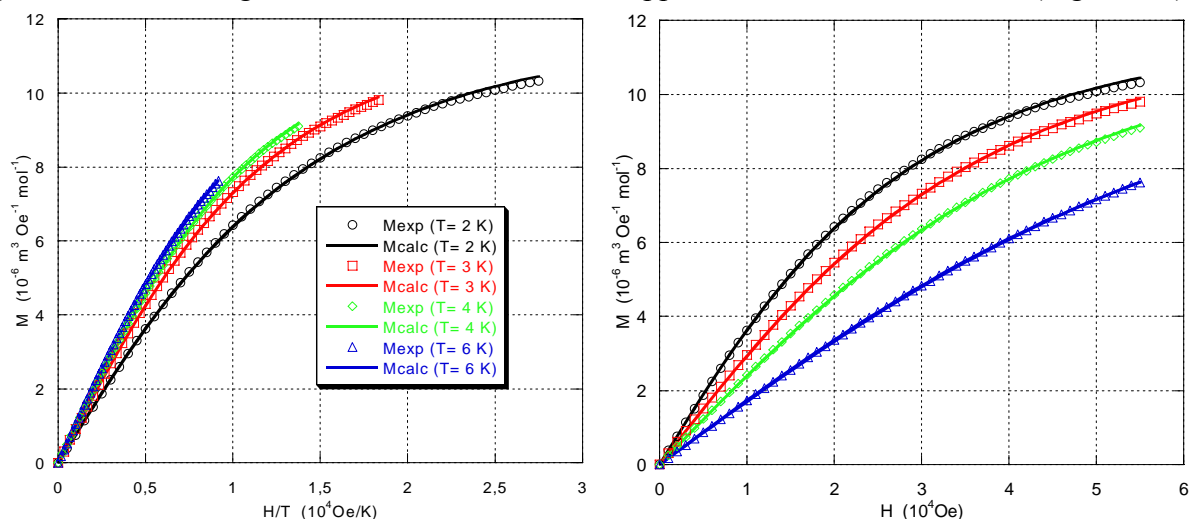 12
10
8
6
4
2
0
M (10⁻⁶ m³ Oe⁻¹ mol⁻¹)
0 0,5 1 1,5 2 2,5 3
H/T (10⁴Oe/K)
Mexp (T= 2 K)
Mcalc (T= 2 K)
Mexp (T= 3 K)
Mcalc (T= 3 K)
Mexp (T= 4 K)
Mcalc (T= 4 K)
Mexp (T= 6 K)
Mcalc (T= 6 K)
12
10
8
6
4
2
0
M (10⁻⁶ m³ Oe⁻¹ mol⁻¹)
0 1 2 3 4 5 6
H (10⁴Oe)